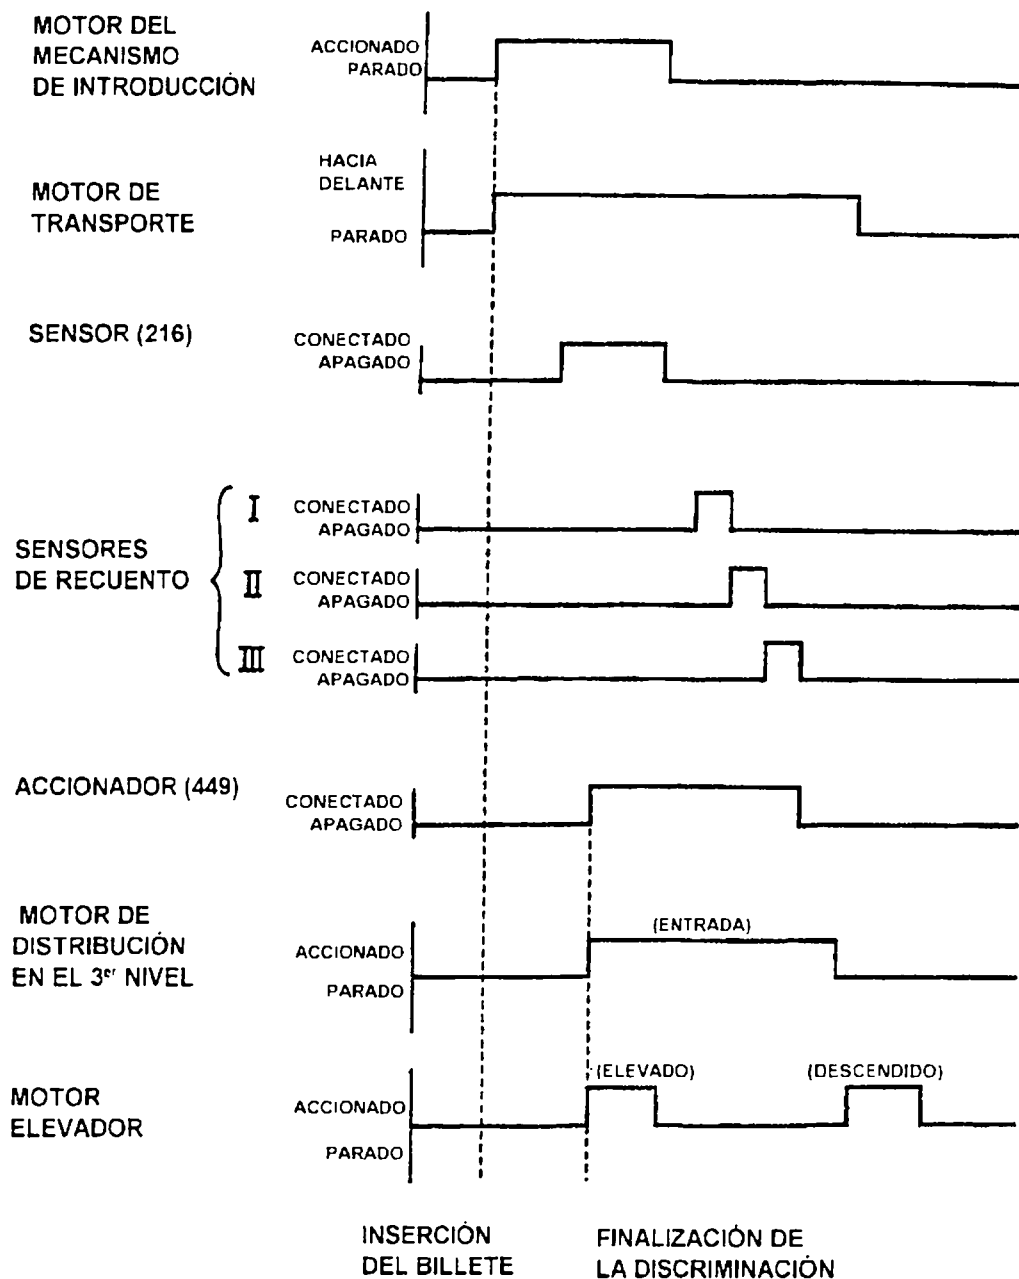 MOTOR DEL
MECANISMO
DE INTRODUCCIÓN
ACCIONADO
PARADO
MOTOR DE
TRANSPORTE
HACIA
DELANTE
PARADO
SENSOR (216)
CONECTADO
APAGADO
SENSORES
DE RECUENTO
I
CONECTADO
APAGADO
II
CONECTADO
APAGADO
III
CONECTADO
APAGADO
ACCIONADOR (449)
CONECTADO
APAGADO
MOTOR DE
DISTRIBUCIÓN
EN EL 3er NIVEL
ACCIONADO
PARADO
(ENTRADA)
MOTOR
ELEVADOR
ACCIONADO
PARADO
(ELEVADO)
(DESCENDIDO)
INSERCIÓN
DEL BILLETE
FINALIZACIÓN DE
LA DISCRIMINACIÓN